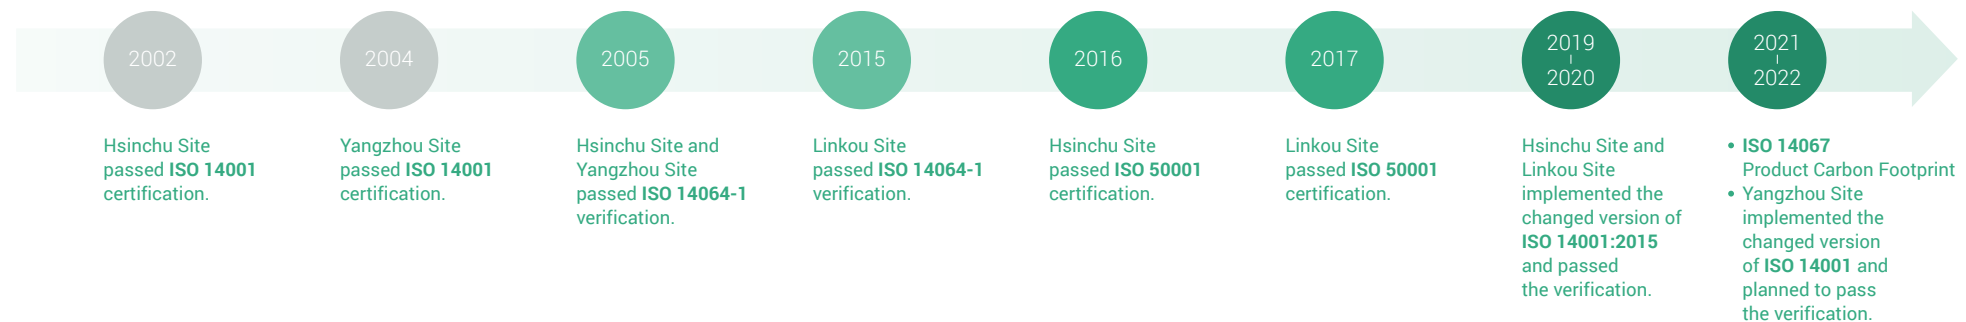 2002
Hsinchu Site
passed ISO 14001
certification.
2004
Yangzhou Site
passed ISO 14001
certification.
2005
Hsinchu Site and
Yangzhou Site
passed ISO 14064-1
verification.
2015
Linkou Site
passed ISO 14064-1
verification.
2016
Hsinchu Site
passed ISO 50001
certification.
2017
Linkou Site
passed ISO 50001
certification.
2019
2020
Hsinchu Site and
Linkou Site
implemented the
changed version of
ISO 14001:2015
and passed
the verification.
2021
2022
• ISO 14067
Product Carbon Footprint
• Yangzhou Site
implemented the
changed version
of ISO 14001 and
planned to pass
the verification.